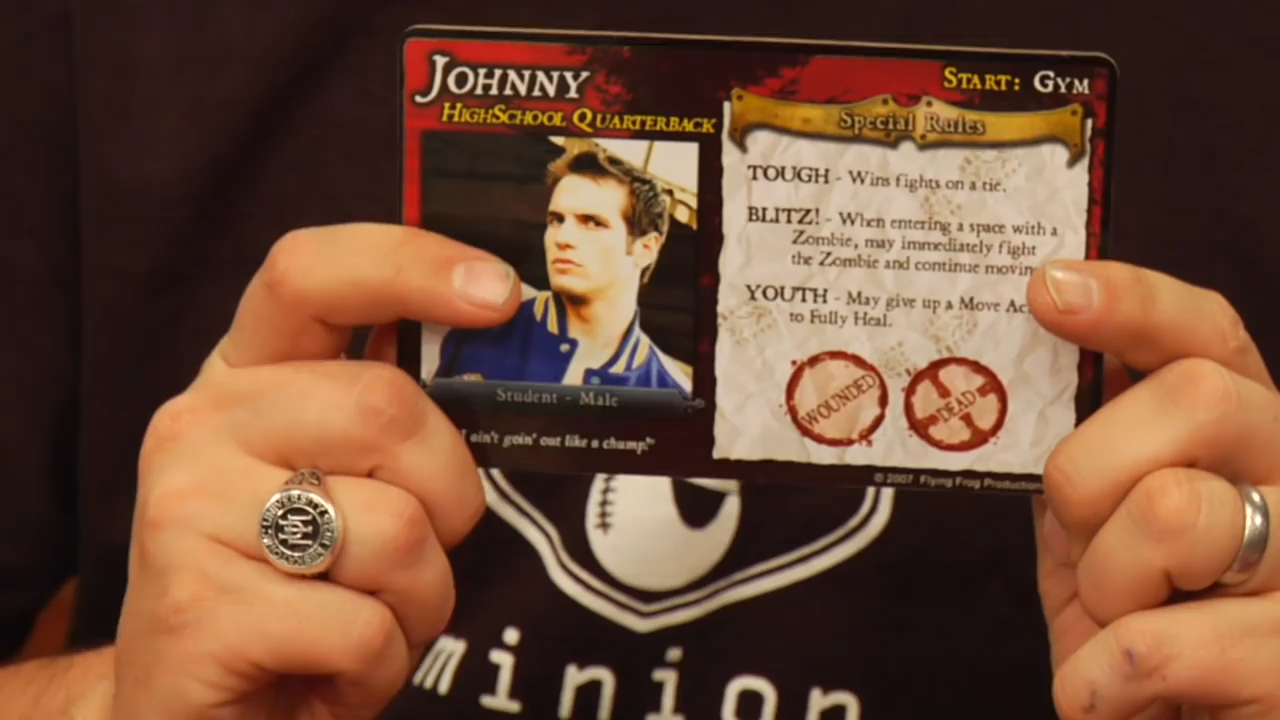 JOHNNY
START: GYM
HIGHSCHOOL QUARTERBACK
Special Rules
TOUGH - Wins fights on a tie.
BLITZ! - When entering a space with a
Zombie, may immediately fight
the Zombie and continue movin
YOUTH - May give up a Move Ac
to Fully Heal.
WOUNDED
DEAD
Student - Male
I ain't goin' out like a chump!"
© 2007 Flying Frog Production
UNIVERSITY
minion